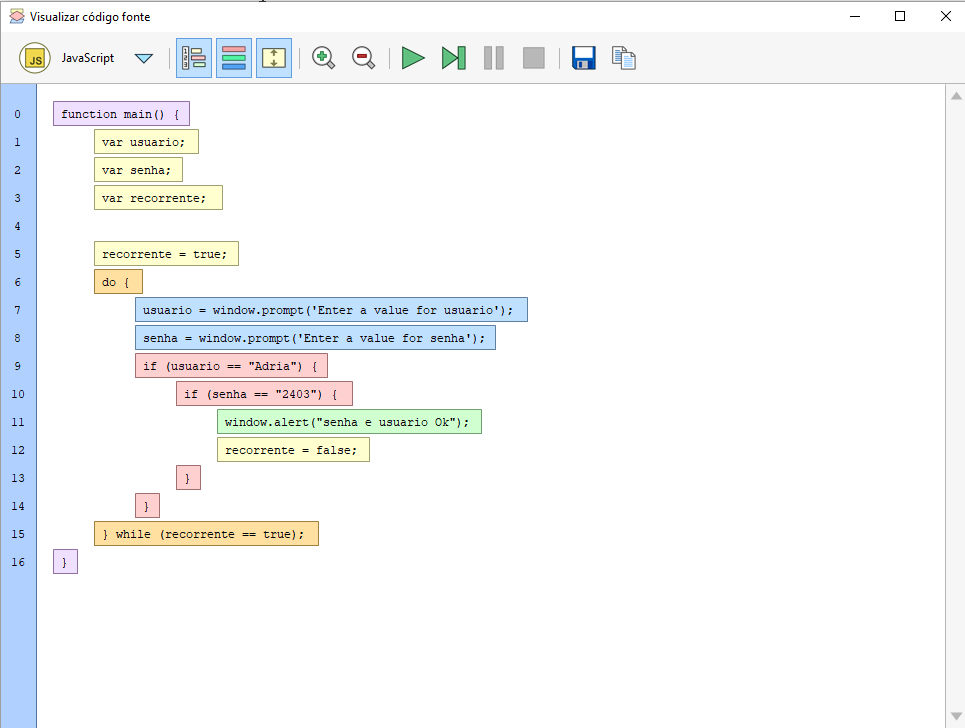 Visualizar código fonte
JS JavaScript
0 function main() {
1 var usuario;
2 var senha;
3 var recorrente;
4
5 recorrente = true;
6 do {
7 usuario = window.prompt('Enter a value for usuario');
8 senha = window.prompt('Enter a value for senha');
9 if (usuario == "Adria") {
10 if (senha == "2403") {
11 window.alert("senha e usuario Ok");
12 recorrente = false;
13 }
14 }
15 } while (recorrente == true);
16 }